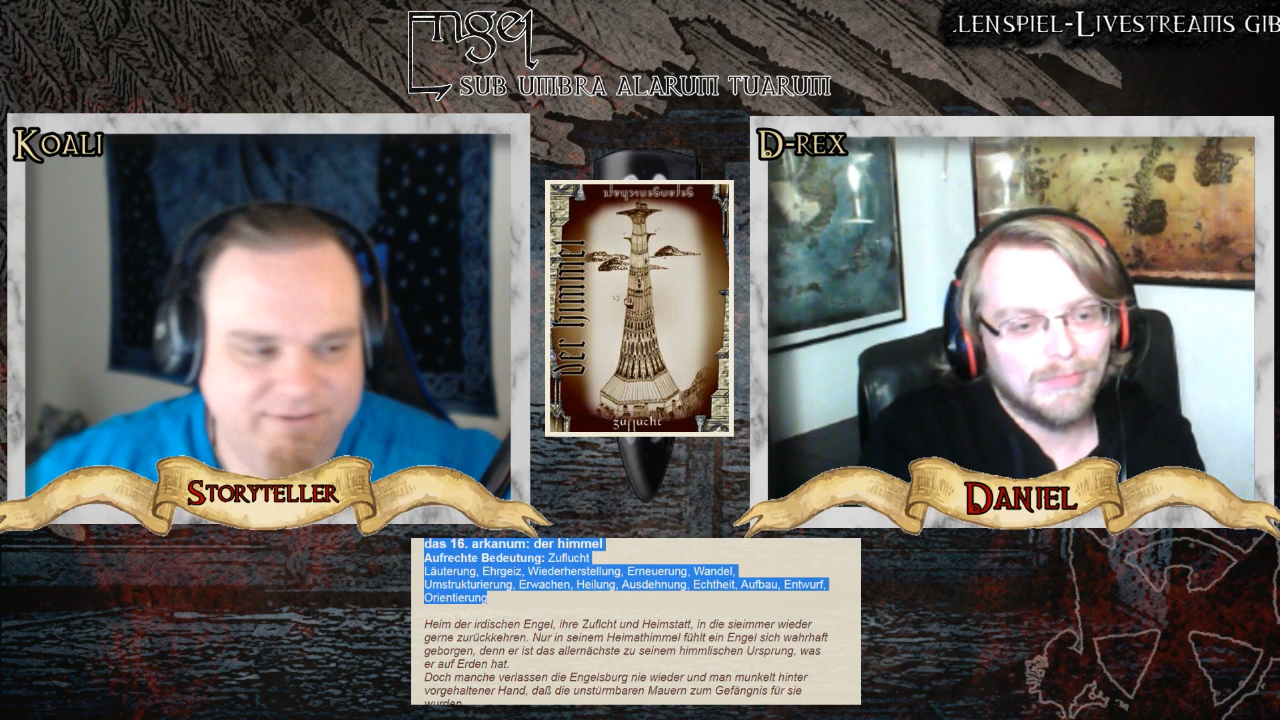 Engel
SUB UMBRA ALARUM TUARUM
LENSPIEL-LIVESTREAMS GIB
KOALI
D-REX
der himmel
zuflucht
STORYTELLER
DANIEL
das 16. arkanum: der himmel
Aufrechte Bedeutung: Zuflucht
Läuterung, Ehrgeiz, Wiederherstellung, Erneuerung, Wandel,
Umstrukturierung, Erwachen, Heilung, Ausdehnung, Echtheit, Aufbau, Entwurf,
Orientierung
Heim der irdischen Engel, ihre Zuflcht und Heimstatt, in die sieimmer wieder
gerne zurückkehren. Nur in seinem Heimathimmel fühlt ein Engel sich wahrhaft
geborgen, denn er ist das allernächste zu seinem himmlischen Ursprung, was
er auf Erden hat.
Doch manche verlassen die Engelsburg nie wieder und man munkelt hinter
vorgehaltener Hand, daß die unstürmbaren Mauern zum Gefängnis für sie
wurden